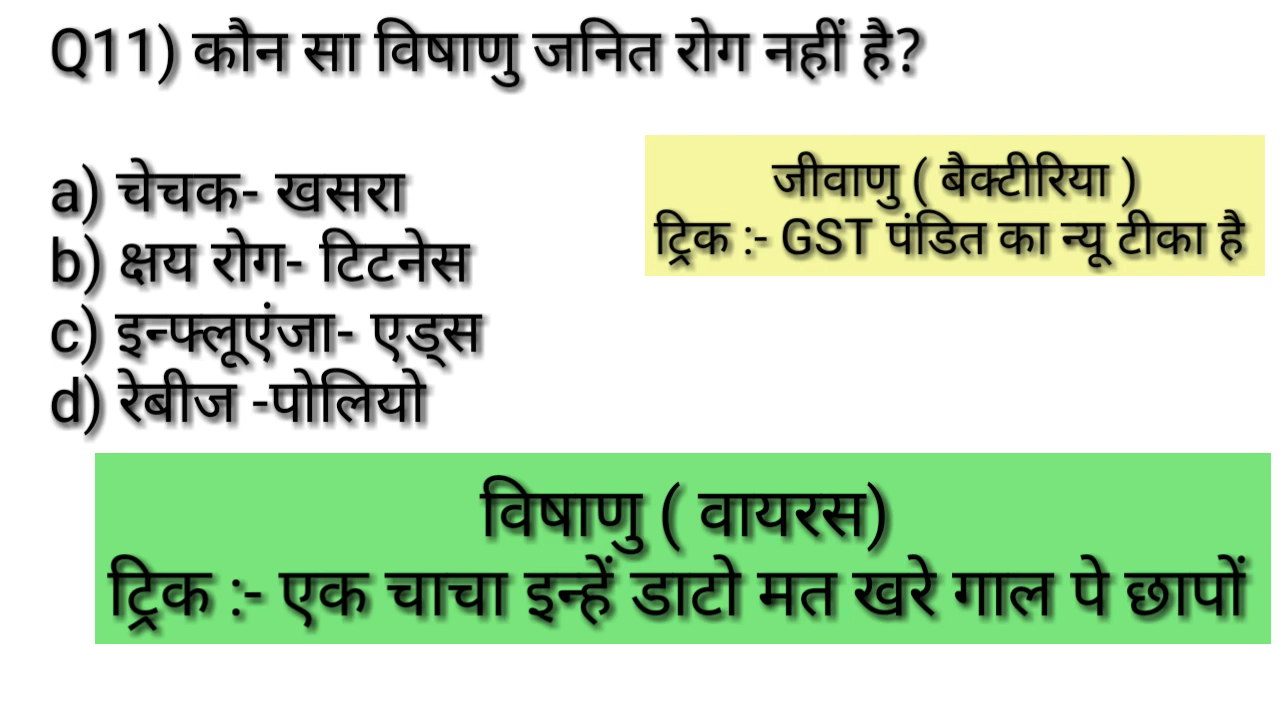 Q11) कौन सा विषाणु जनित रोग नहीं है?
a) चेचक- खसरा
b) क्षय रोग- टिटनेस
c) इन्फ्लूएंजा- एड्स
d) रेबीज -पोलियो
जीवाणु ( बैक्टीरिया )
ट्रिक :- GST पंडित का न्यू टीका है
विषाणु ( वायरस)
ट्रिक :- एक चाचा इन्हें डाटो मत खरे गाल पे छापों